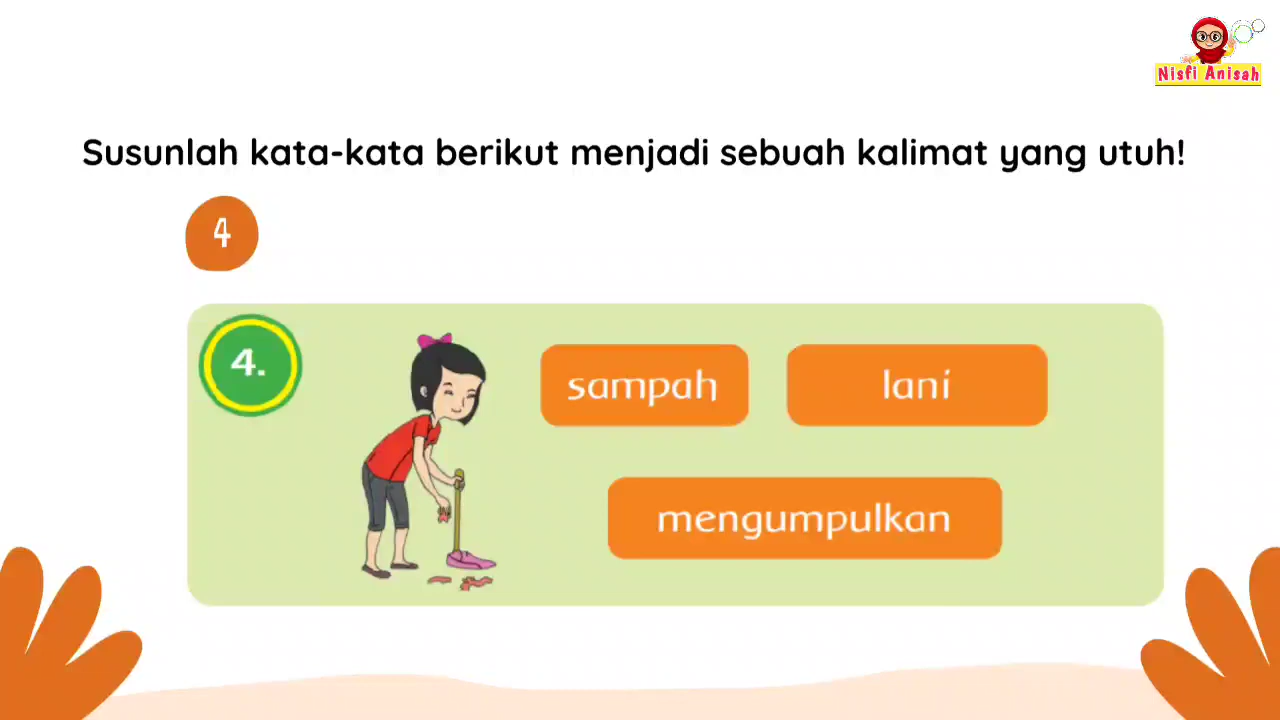 Nisfi Anisah
Susunlah kata-kata berikut menjadi sebuah kalimat yang utuh!
4
4.
sampah
lani
mengumpulkan